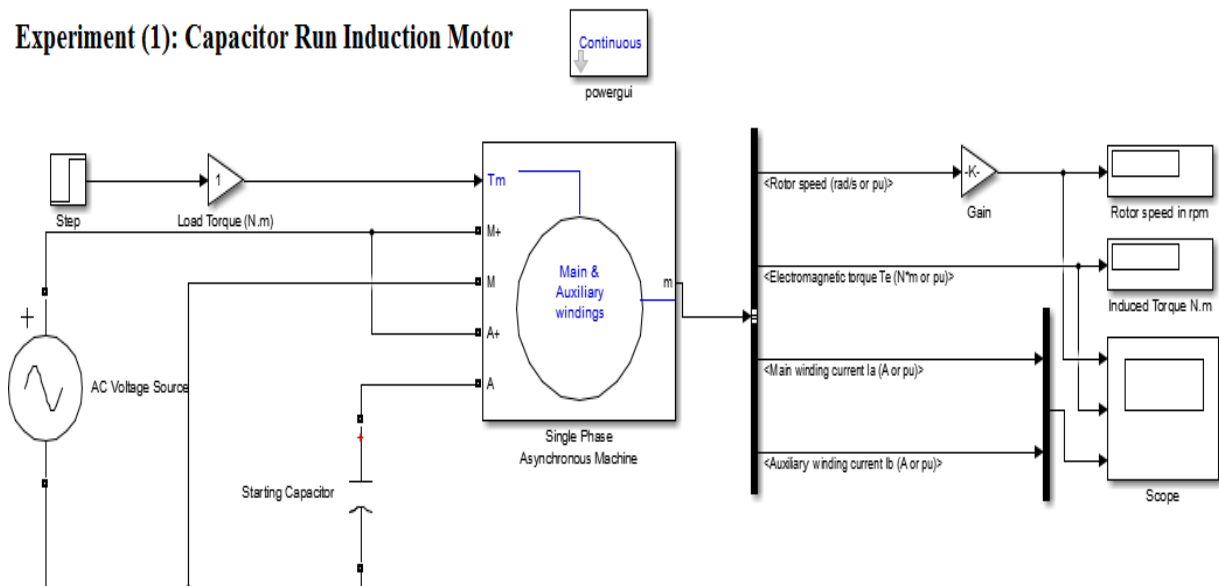 Experiment (1): Capacitor Run Induction Motor
Continuous
powergui
Step
1
Load Torque (N.m)
Tm
M+
M
A+
A
Main &
Auxiliary
windings
m
Single Phase
Asynchronous Machine
+
AC Voltage Source
+
Starting Capacitor
<Rotor speed (rad/s or pu)>
-K-
Gain
Rotor speed in rpm
<Electromagnetic torque Te (N*m or pu)>
Induced Torque N.m
<Main winding current Ia (A or pu)>
<Auxiliary winding current Ib (A or pu)>
Scope